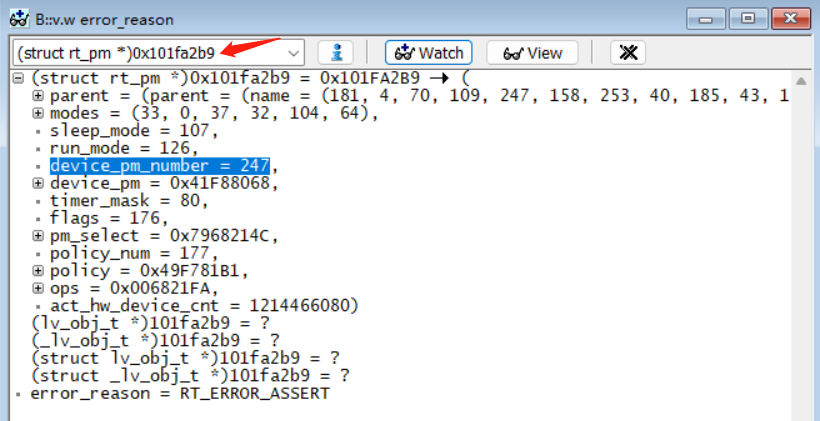 B::v.w error_reason
(struct rt_pm *)0x101fa2b9
Watch
View
(struct rt_pm *)0x101fa2b9 = 0x101FA2B9 → (
parent = (parent = (name = (181, 4, 70, 109, 247, 158, 253, 40, 185, 43, 1
modes = (33, 0, 37, 32, 104, 64),
sleep_mode = 107,
run_mode = 126,
device_pm_number = 247,
device_pm = 0x41F88068,
timer_mask = 80,
flags = 176,
pm_select = 0x7968214C,
policy_num = 177,
policy = 0x49F781B1,
ops = 0x006821FA,
act_hw_device_cnt = 1214466080)
(lv_obj_t *)101fa2b9 = ?
(_lv_obj_t *)101fa2b9 = ?
(struct lv_obj_t *)101fa2b9 = ?
(struct _lv_obj_t *)101fa2b9 = ?
error_reason = RT_ERROR_ASSERT